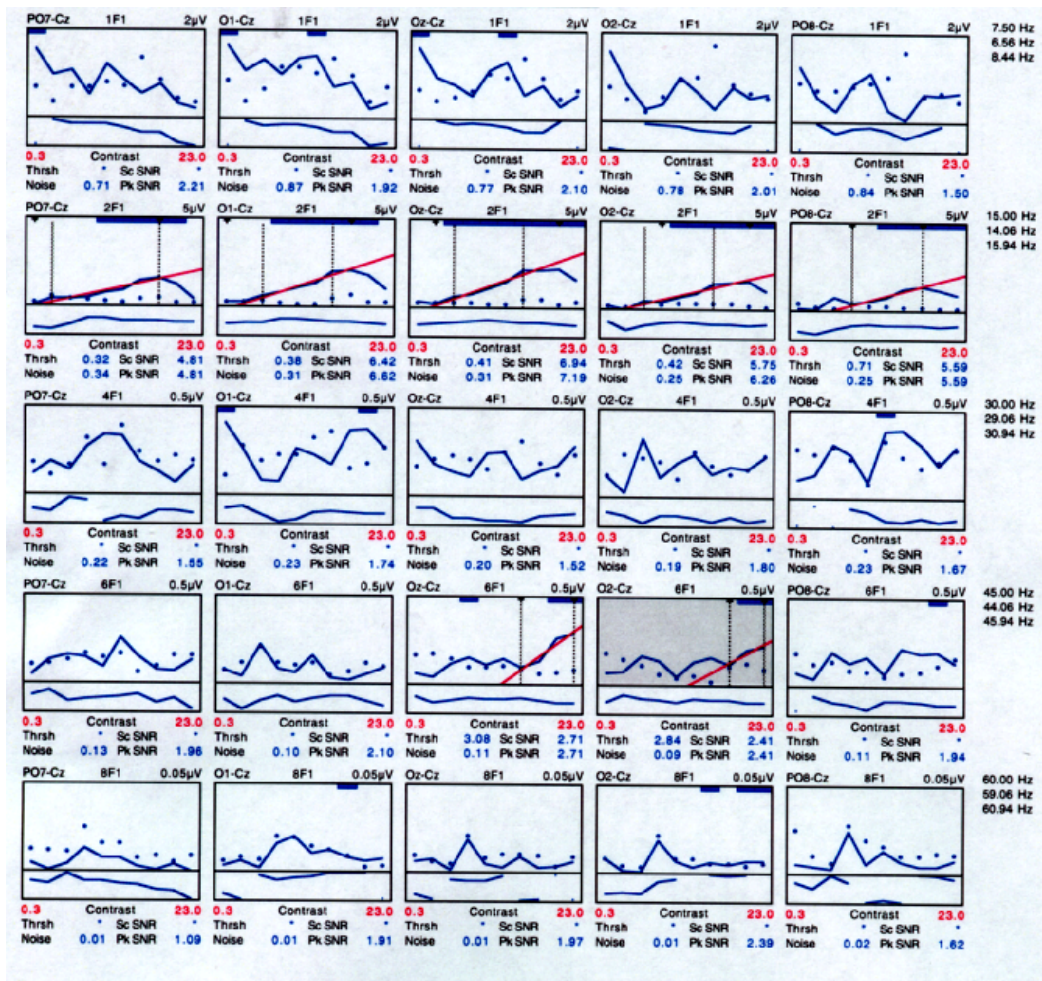 PO7-Cz 1F1 2µV O1-Cz 1F1 2µV Oz-Cz 1F1 2µV O2-Cz 1F1 2µV PO8-Cz 1F1 2µV 7.50 Hz
6.56 Hz
8.44 Hz
0.3 Contrast 23.0 0.3 Contrast 23.0 0.3 Contrast 23.0 0.3 Contrast 23.0 0.3 Contrast 23.0
Thrsh * Sc SNR * Thrsh * Sc SNR * Thrsh * Sc SNR * Thrsh * Sc SNR * Thrsh * Sc SNR *
Noise 0.71 Pk SNR 2.21 Noise 0.87 Pk SNR 1.92 Noise 0.77 Pk SNR 2.10 Noise 0.78 Pk SNR 2.01 Noise 0.84 Pk SNR 1.50
PO7-Cz 2F1 5µV O1-Cz 2F1 5µV Oz-Cz 2F1 5µV O2-Cz 2F1 5µV PO8-Cz 2F1 5µV 15.00 Hz
14.06 Hz
15.94 Hz
0.3 Contrast 23.0 0.3 Contrast 23.0 0.3 Contrast 23.0 0.3 Contrast 23.0 0.3 Contrast 23.0
Thrsh 0.32 Sc SNR 4.81 Thrsh 0.38 Sc SNR 6.42 Thrsh 0.41 Sc SNR 6.94 Thrsh 0.42 Sc SNR 5.75 Thrsh 0.71 Sc SNR 5.59
Noise 0.34 Pk SNR 4.81 Noise 0.31 Pk SNR 6.62 Noise 0.31 Pk SNR 7.19 Noise 0.25 Pk SNR 6.26 Noise 0.25 Pk SNR 5.59
PO7-Cz 4F1 0.5µV O1-Cz 4F1 0.5µV Oz-Cz 4F1 0.5µV O2-Cz 4F1 0.5µV PO8-Cz 4F1 0.5µV 30.00 Hz
29.06 Hz
30.94 Hz
0.3 Contrast 23.0 0.3 Contrast 23.0 0.3 Contrast 23.0 0.3 Contrast 23.0 0.3 Contrast 23.0
Thrsh * Sc SNR * Thrsh * Sc SNR * Thrsh * Sc SNR * Thrsh * Sc SNR * Thrsh * Sc SNR *
Noise 0.22 Pk SNR 1.55 Noise 0.23 Pk SNR 1.74 Noise 0.20 Pk SNR 1.52 Noise 0.19 Pk SNR 1.80 Noise 0.23 Pk SNR 1.67
PO7-Cz 6F1 0.5µV O1-Cz 6F1 0.5µV Oz-Cz 6F1 0.5µV O2-Cz 6F1 0.5µV PO8-Cz 6F1 0.5µV 45.00 Hz
44.06 Hz
45.94 Hz
0.3 Contrast 23.0 0.3 Contrast 23.0 0.3 Contrast 23.0 0.3 Contrast 23.0 0.3 Contrast 23.0
Thrsh * Sc SNR * Thrsh * Sc SNR * Thrsh 3.08 Sc SNR 2.71 Thrsh 2.84 Sc SNR 2.41 Thrsh * Sc SNR *
Noise 0.13 Pk SNR 1.96 Noise 0.10 Pk SNR 2.10 Noise 0.11 Pk SNR 2.71 Noise 0.09 Pk SNR 2.41 Noise 0.11 Pk SNR 1.94
PO7-Cz 8F1 0.05µV O1-Cz 8F1 0.05µV Oz-Cz 8F1 0.05µV O2-Cz 8F1 0.05µV PO8-Cz 8F1 0.05µV 60.00 Hz
59.06 Hz
60.94 Hz
0.3 Contrast 23.0 0.3 Contrast 23.0 0.3 Contrast 23.0 0.3 Contrast 23.0 0.3 Contrast 23.0
Thrsh * Sc SNR * Thrsh * Sc SNR * Thrsh * Sc SNR * Thrsh * Sc SNR * Thrsh * Sc SNR *
Noise 0.01 Pk SNR 1.09 Noise 0.01 Pk SNR 1.91 Noise 0.01 Pk SNR 1.97 Noise 0.01 Pk SNR 2.39 Noise 0.02 Pk SNR 1.62